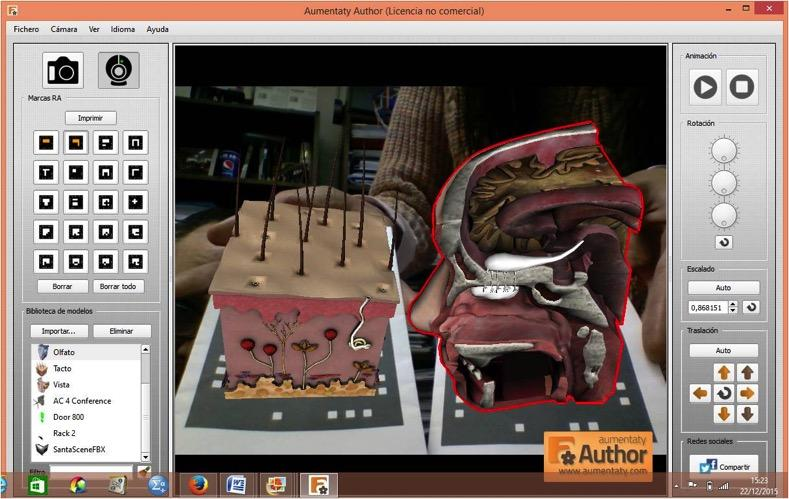 Aumentaty Author (Licencia no comercial)
Fichero Cámara Ver Idioma Ayuda
Marcas RA
Imprimir
Borrar Borrar todo
Biblioteca de modelos
Importar... Eliminar
Olfato
Tacto
Vista
AC 4 Conference
Door 800
Rack 2
SantaSceneFBX
Filtro
pepsi
aumentaty
Author
www.aumentaty.com
Animación
Rotación
Escalado
Auto
0,868151
Traslación
Auto
Redes sociales
Compartir
15:23
22/12/2015